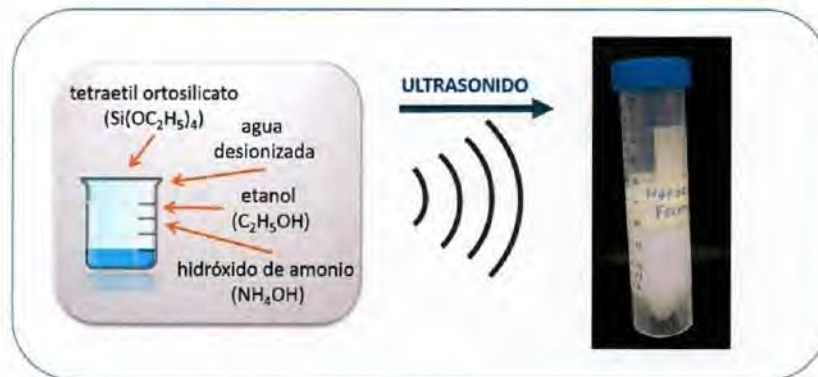 tetraetil ortosilicato
(Si(OC₂H₅)₄)
agua
desionizada
etanol
(C₂H₅OH)
hidróxido de amonio
(NH₄OH)
ULTRASONIDO